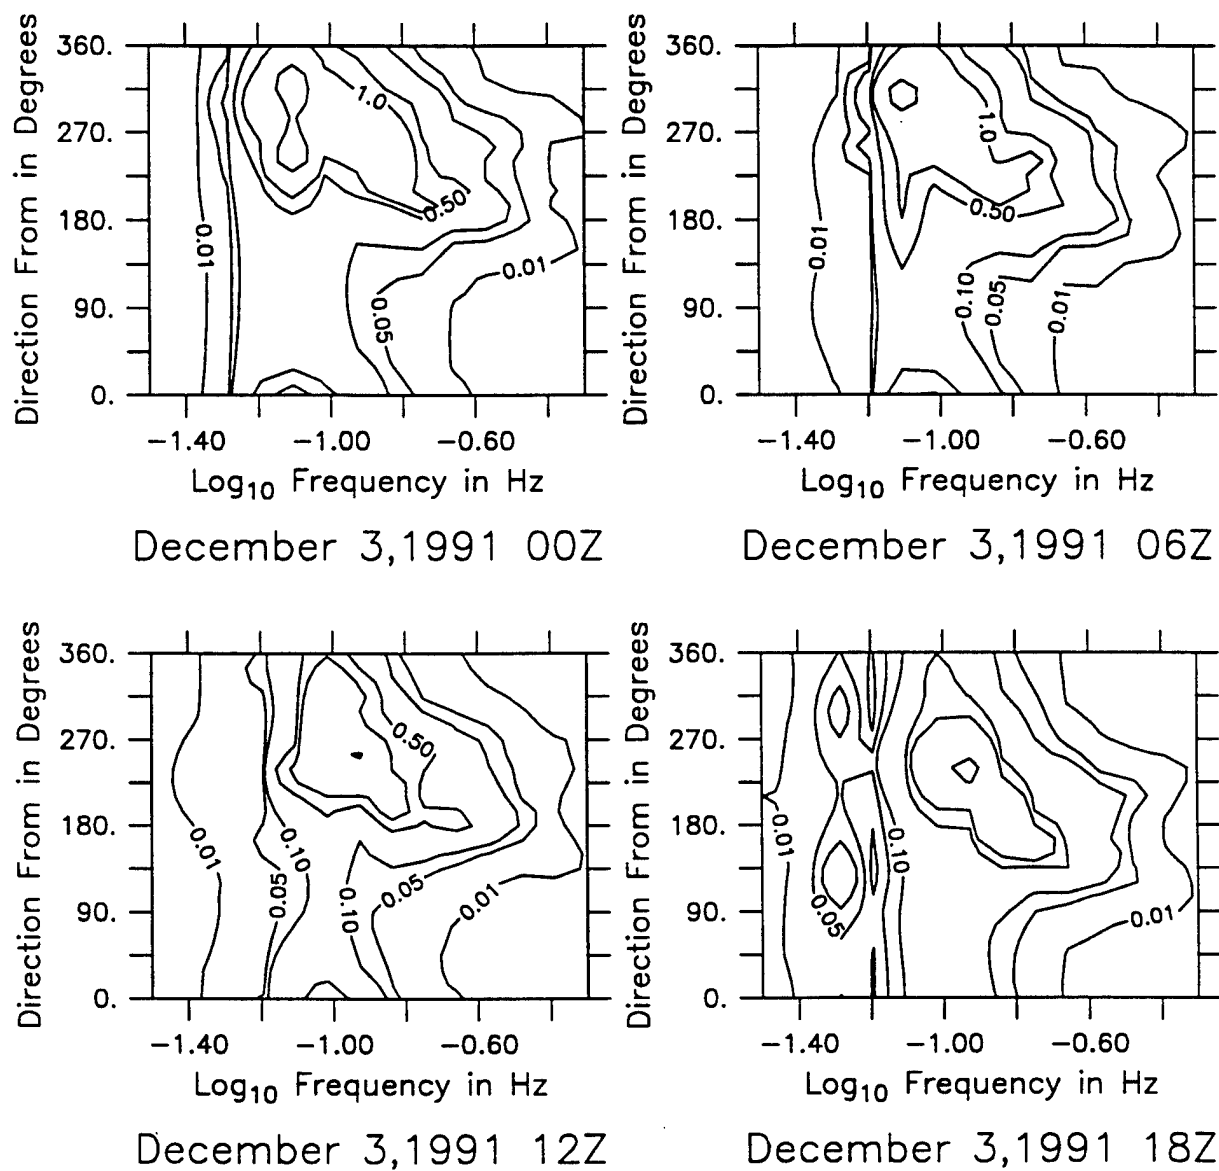 Direction From in Degrees
360.
270.
180.
90.
0.
1.0
0.50
0.01
0.01
0.05
−1.40 −1.00 −0.60
Log10 Frequency in Hz
December 3,1991 00Z
Direction From in Degrees
360.
270.
180.
90.
0.
1.0
0.50
0.01
0.10
0.05
0.01
−1.40 −1.00 −0.60
Log10 Frequency in Hz
December 3,1991 06Z
Direction From in Degrees
360.
270.
180.
90.
0.
0.50
0.01
0.10
0.05
0.10
0.05
0.01
−1.40 −1.00 −0.60
Log10 Frequency in Hz
December 3,1991 12Z
Direction From in Degrees
360.
270.
180.
90.
0.
0.01
0.10
0.05
0.01
−1.40 −1.00 −0.60
Log10 Frequency in Hz
December 3,1991 18Z